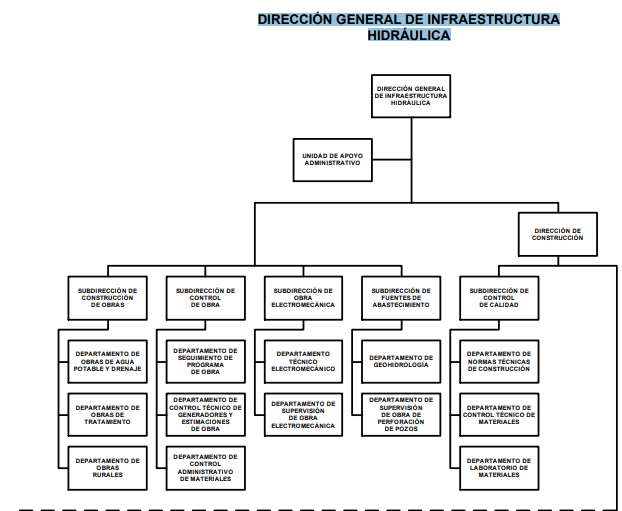 DIRECCIÓN GENERAL DE INFRAESTRUCTURA
HIDRÁULICA
DIRECCIÓN GENERAL
DE INFRAESTRUCTURA
HIDRÁULICA
UNIDAD DE APOYO
ADMINISTRATIVO
DIRECCIÓN DE
CONSTRUCCIÓN
SUBDIRECCIÓN DE
CONSTRUCCIÓN
DE OBRAS
SUBDIRECCIÓN DE
CONTROL
DE OBRA
SUBDIRECCIÓN DE
OBRA
ELECTROMECÁNICA
SUBDIRECCIÓN DE
FUENTES DE
ABASTECIMIENTO
SUBDIRECCIÓN DE
CONTROL
DE CALIDAD
DEPARTAMENTO DE
OBRAS DE AGUA
POTABLE Y DRENAJE
DEPARTAMENTO DE
SEGUIMIENTO DE
PROGRAMA
DE OBRA
DEPARTAMENTO
TÉCNICO
ELECTROMECÁNICO
DEPARTAMENTO DE
GEOHIDROLOGÍA
DEPARTAMENTO DE
NORMAS TÉCNICAS
DE CONSTRUCCIÓN
DEPARTAMENTO DE
OBRAS DE
TRATAMIENTO
DEPARTAMENTO DE
CONTROL TÉCNICO DE
GENERADORES Y
ESTIMACIONES
DE OBRA
DEPARTAMENTO DE
SUPERVISIÓN
DE OBRA
ELECTROMECÁNICA
DEPARTAMENTO DE
SUPERVISIÓN
DE OBRA DE
PERFORACIÓN
DE POZOS
DEPARTAMENTO DE
CONTROL TÉCNICO DE
MATERIALES
DEPARTAMENTO DE
OBRAS
RURALES
DEPARTAMENTO DE
CONTROL
ADMINISTRATIVO
DE MATERIALES
DEPARTAMENTO DE
LABORATORIO DE
MATERIALES